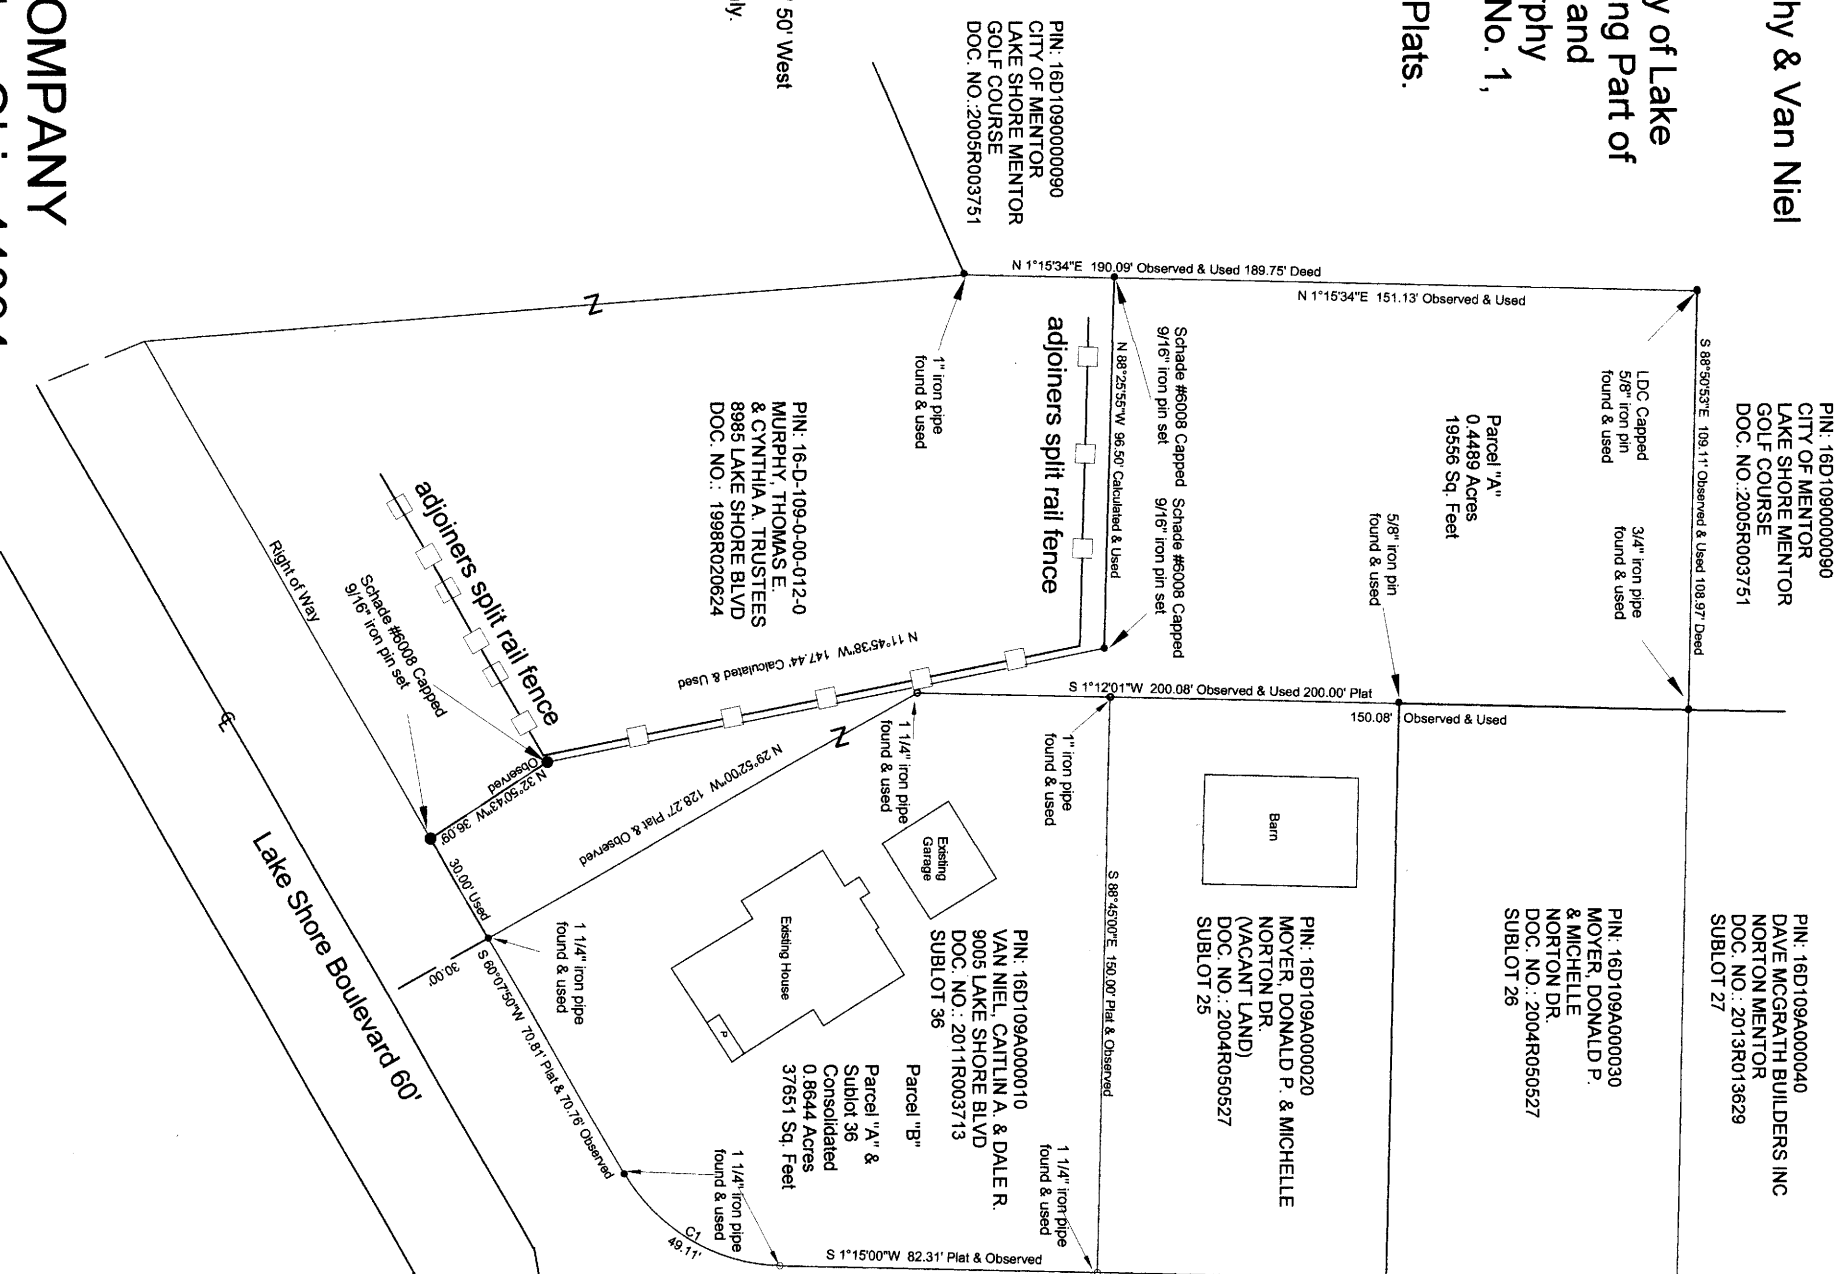 hy & Van Niel
y of Lake
ng Part of
and
rphy
No. 1,
Plats.
' 50' West
ly.
OMPANY
PIN: 16D1090000090
CITY OF MENTOR
LAKE SHORE MENTOR
GOLF COURSE
DOC. NO.:2005R003751
PIN: 16D1090000090
CITY OF MENTOR
LAKE SHORE MENTOR
GOLF COURSE
DOC. NO.:2005R003751
N 1°15'34"E 190.09' Observed & Used 189.75' Deed
N 1°15'34"E 151.13' Observed & Used
S 88°50'53"E 109.11' Observed & Used 108.97' Deed
LDC Capped
5/8" iron pin
found & used
3/4" iron pipe
found & used
Parcel "A"
0.4489 Acres
19556 Sq. Feet
5/8" iron pin
found & used
Schade #6008 Capped
9/16" iron pin set
Schade #6008 Capped
9/16" iron pin set
N 88°25'55"W 96.50' Calculated & Used
adjoiners split rail fence
1" iron pipe
found & used
PIN: 16-D-109-0-00-012-0
MURPHY, THOMAS E.
& CYNTHIA A. TRUSTEES
8985 LAKE SHORE BLVD
DOC. NO.: 1998R020624
N 11°45'38"W 147.44' Calculated & Used
S 1°12'01"W 200.08' Observed & Used 200.00' Plat
150.08' Observed & Used
adjoiners split rail fence
Right of Way
Schade #6008 Capped
9/16" iron pin set
N 32°50'43"W 36.09'
Observed
N 29°52'00"W 128.27' Plat & Observed
Z
Z
1 1/4" iron pipe
found & used
1" iron pipe
found & used
Barn
Existing
Garage
Existing House
P
S 88°45'00"E 150.00' Plat & Observed
PIN: 16D109A000040
DAVE MCGRATH BUILDERS INC
NORTON MENTOR
DOC. NO.: 2013R013629
SUBLOT 27
PIN: 16D109A000030
MOYER, DONALD P.
& MICHELLE
NORTON DR.
DOC. NO.: 2004R050527
SUBLOT 26
PIN: 16D109A000020
MOYER, DONALD P. & MICHELLE
NORTON DR.
(VACANT LAND)
DOC. NO.: 2004R050527
SUBLOT 25
PIN: 16D109A000010
VAN NIEL, CAITLIN A. & DALE R.
9005 LAKE SHORE BLVD
DOC. NO.: 2011R003713
SUBLOT 36
Parcel "B"
Parcel "A" &
Sublot 36
Consolidated
0.8644 Acres
37651 Sq. Feet
30.00' Used
30.00'
1 1/4" iron pipe
found & used
S 60°07'50"W 70.81' Plat & 70.76' Observed
1 1/4" iron pipe
found & used
1 1/4" iron pipe
found & used
C1
49.11'
S 1°15'00"W 82.31' Plat & Observed
Lake Shore Boulevard 60'